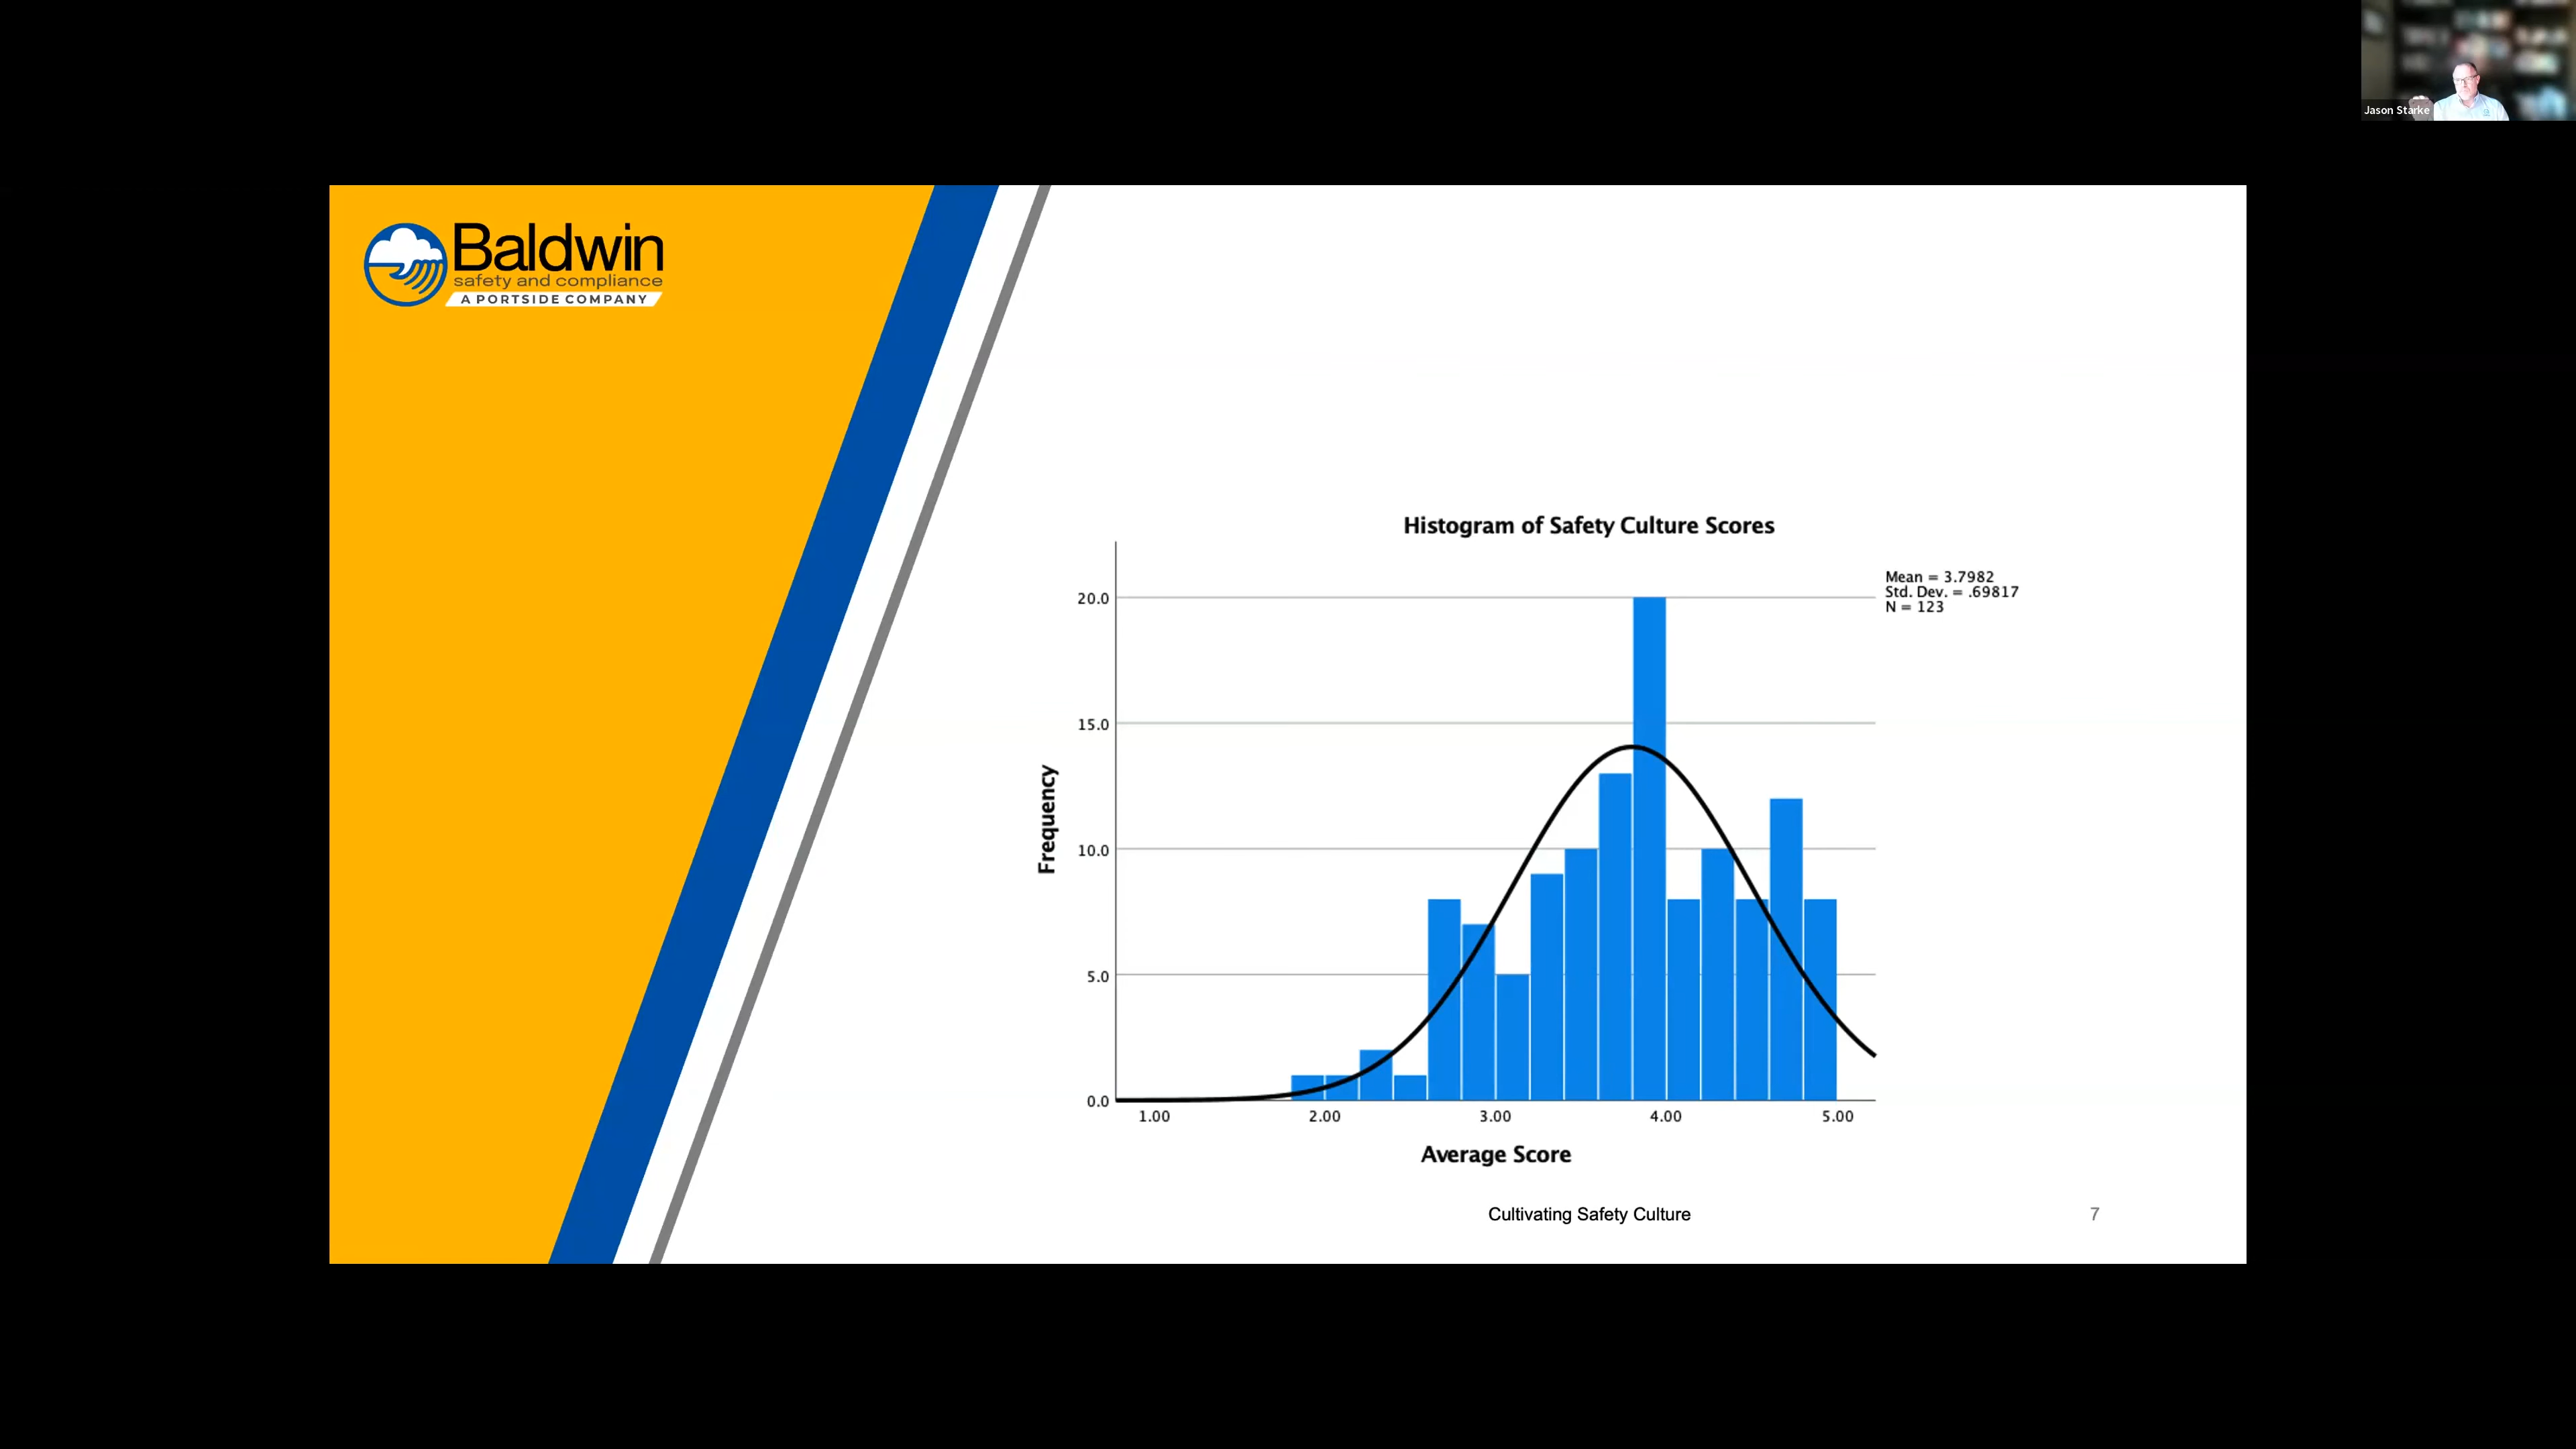 Jason Starke
Baldwin
safety and compliance
A PORTSIDE COMPANY
Histogram of Safety Culture Scores
Mean = 3.7982
Std. Dev. = .69817
N = 123
20.0
15.0
10.0
5.0
0.0
Frequency
1.00 2.00 3.00 4.00 5.00
Average Score
Cultivating Safety Culture
7